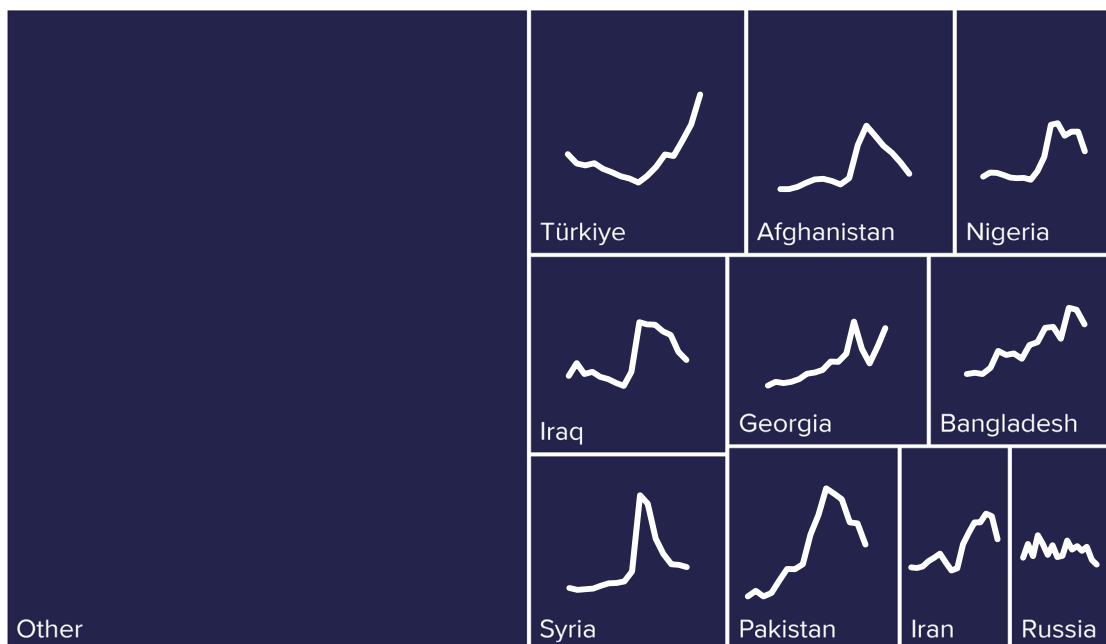 Türkiye
Afghanistan
Nigeria
Iraq
Georgia
Bangladesh
Other
Syria
Pakistan
Iran
Russia